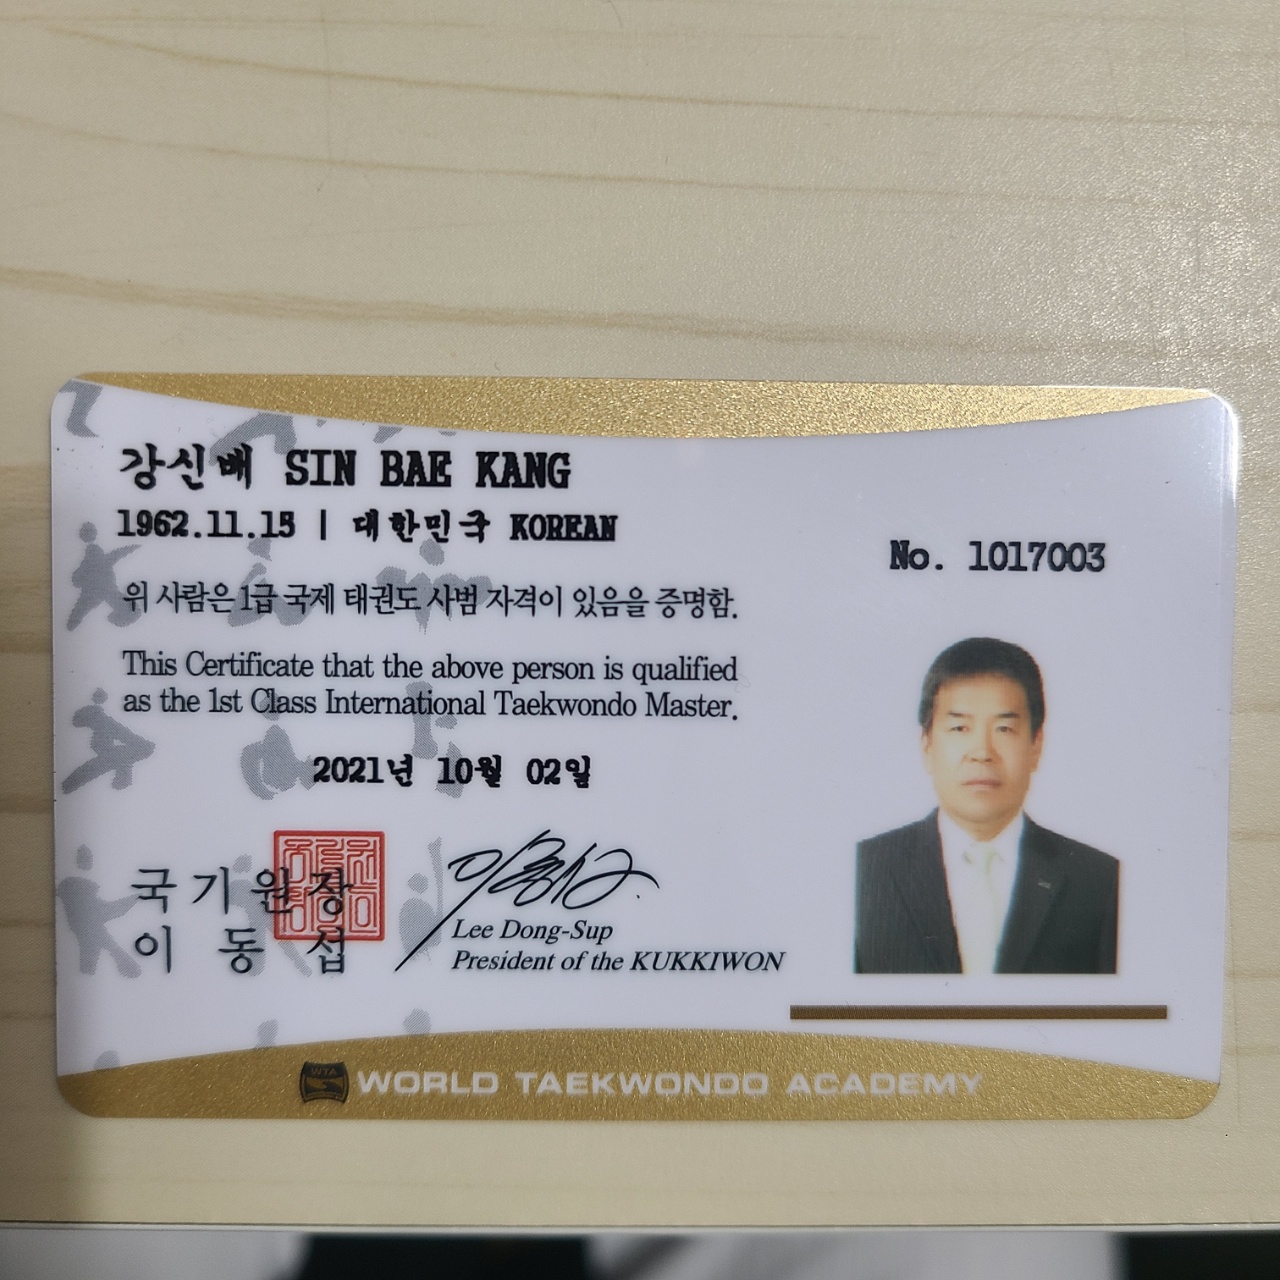 강신배 SIN BAE KANG
1962.11.15 | 대한민국 KOREAN
No. 1017003
위 사람은 1급 국제 태권도 사범 자격이 있음을 증명함.
This Certificate that the above person is qualified
as the 1st Class International Taekwondo Master.
2021년 10월 02일
국기원장
이동섭
Lee Dong-Sup
President of the KUKKIWON
WTA
WORLD TAEKWONDO ACADEMY